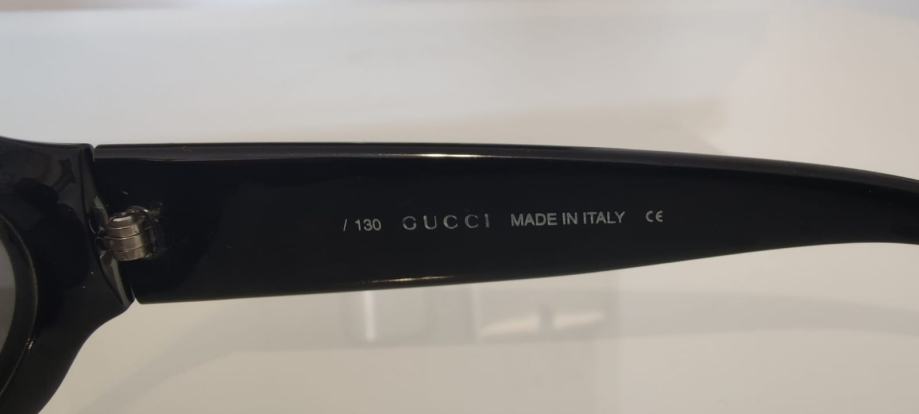 / 130 GUCCI MADE IN ITALY CE